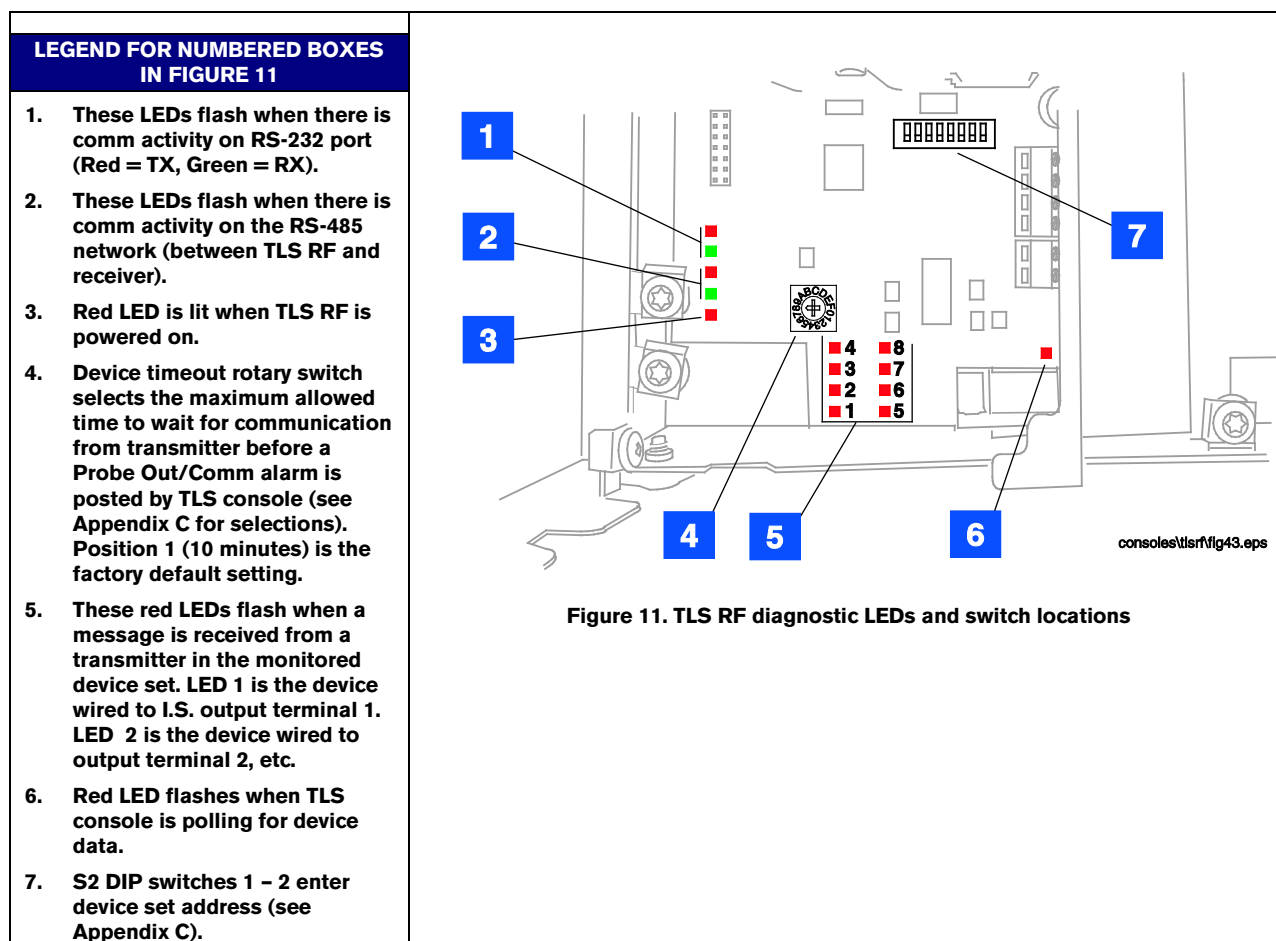 LEGEND FOR NUMBERED BOXES
IN FIGURE 11
1. These LEDs flash when there is
comm activity on RS-232 port
(Red = TX, Green = RX).
2. These LEDs flash when there is
comm activity on the RS-485
network (between TLS RF and
receiver).
3. Red LED is lit when TLS RF is
powered on.
4. Device timeout rotary switch
selects the maximum allowed
time to wait for communication
from transmitter before a
Probe Out/Comm alarm is
posted by TLS console (see
Appendix C for selections).
Position 1 (10 minutes) is the
factory default setting.
5. These red LEDs flash when a
message is received from a
transmitter in the monitored
device set. LED 1 is the device
wired to I.S. output terminal 1.
LED 2 is the device wired to
output terminal 2, etc.
6. Red LED flashes when TLS
console is polling for device
data.
7. S2 DIP switches 1 – 2 enter
device set address (see
Appendix C).
1
2
3
7
0123456789ABCDEF
4 8
3 7
2 6
1 5
4
5
6
consoles\tlsrf\fig43.eps
Figure 11. TLS RF diagnostic LEDs and switch locations